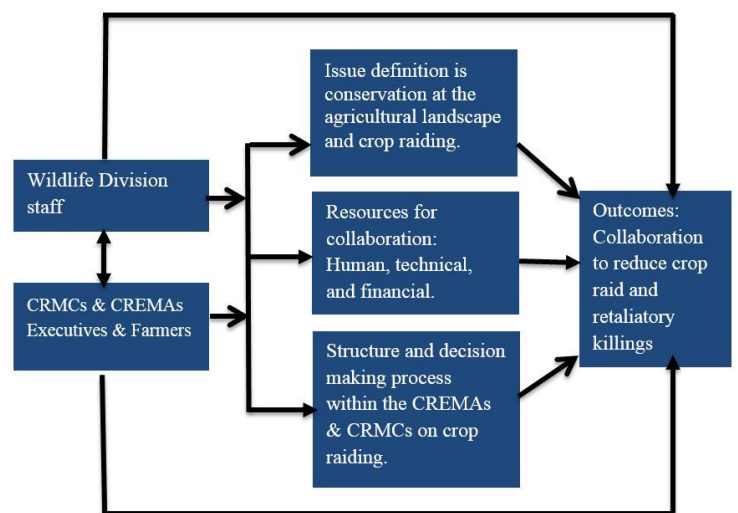 Issue definition is
conservation at the
agricultural landscape
and crop raiding.
Wildlife Division
staff
Resources for
collaboration:
Human, technical,
and financial.
Outcomes:
Collaboration
to reduce crop
raid and
retaliatory
killings
CRMCs & CREMAs
Executives & Farmers
Structure and decision
making process
within the CREMAs
& CRMCs on crop
raiding.